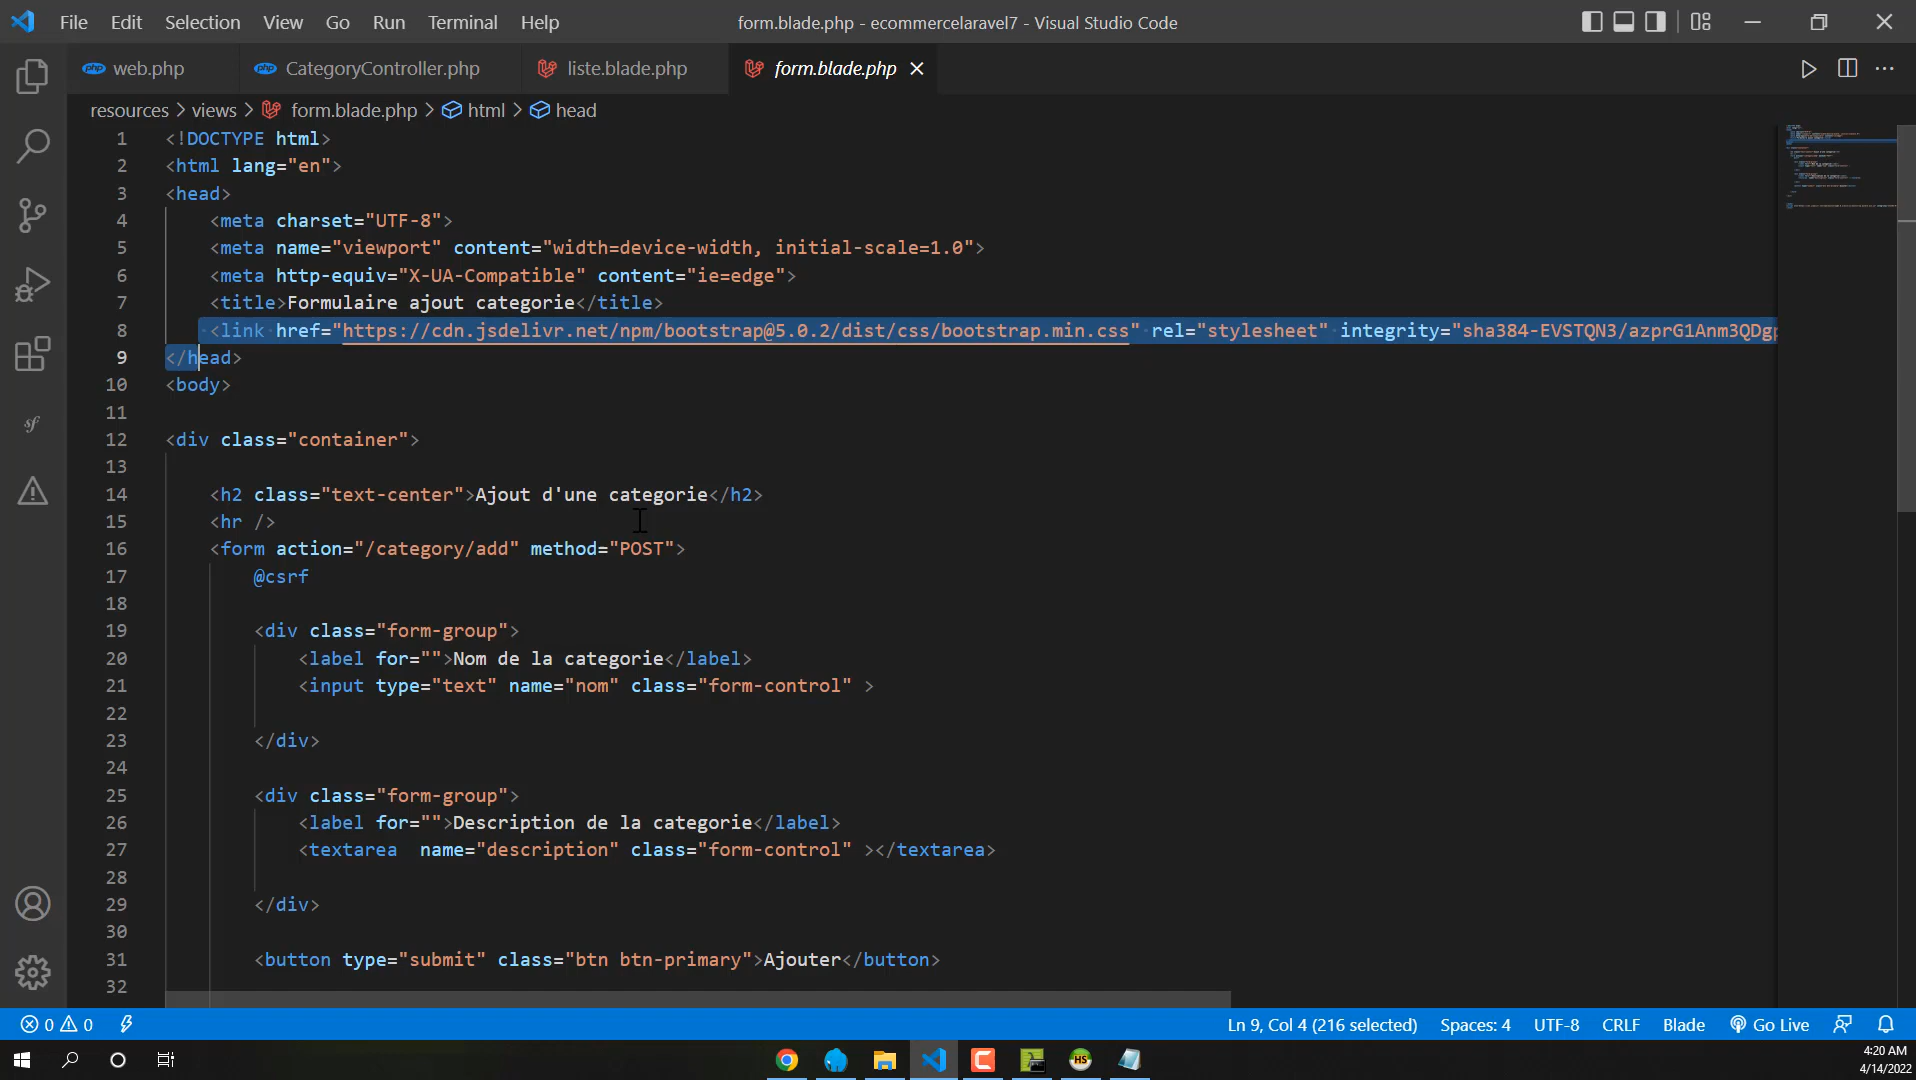 File Edit Selection View Go Run Terminal Help
form.blade.php - ecommercelaravel7 - Visual Studio Code
web.php CategoryController.php liste.blade.php form.blade.php
resources > views > form.blade.php > html > head
1 <!DOCTYPE html>
2 <html lang="en">
3 <head>
4 <meta charset="UTF-8">
5 <meta name="viewport" content="width=device-width, initial-scale=1.0">
6 <meta http-equiv="X-UA-Compatible" content="ie=edge">
7 <title>Formulaire ajout categorie</title>
8 <link href="https://cdn.jsdelivr.net/npm/bootstrap@5.0.2/dist/css/bootstrap.min.css" rel="stylesheet" integrity="sha384-EVSTQN3/azprG1Anm3QDgp
9 </head>
10 <body>
11
12 <div class="container">
13
14 <h2 class="text-center">Ajout d'une categorie</h2>
15 <hr />
16 <form action="/category/add" method="POST">
17 @csrf
18
19 <div class="form-group">
20 <label for="">Nom de la categorie</label>
21 <input type="text" name="nom" class="form-control" >
22
23 </div>
24
25 <div class="form-group">
26 <label for="">Description de la categorie</label>
27 <textarea  name="description" class="form-control" ></textarea>
28
29 </div>
30
31 <button type="submit" class="btn btn-primary">Ajouter</button>
32
0 0 Ln 9, Col 4 (216 selected) Spaces: 4 UTF-8 CRLF Blade Go Live
4:20 AM
4/14/2022